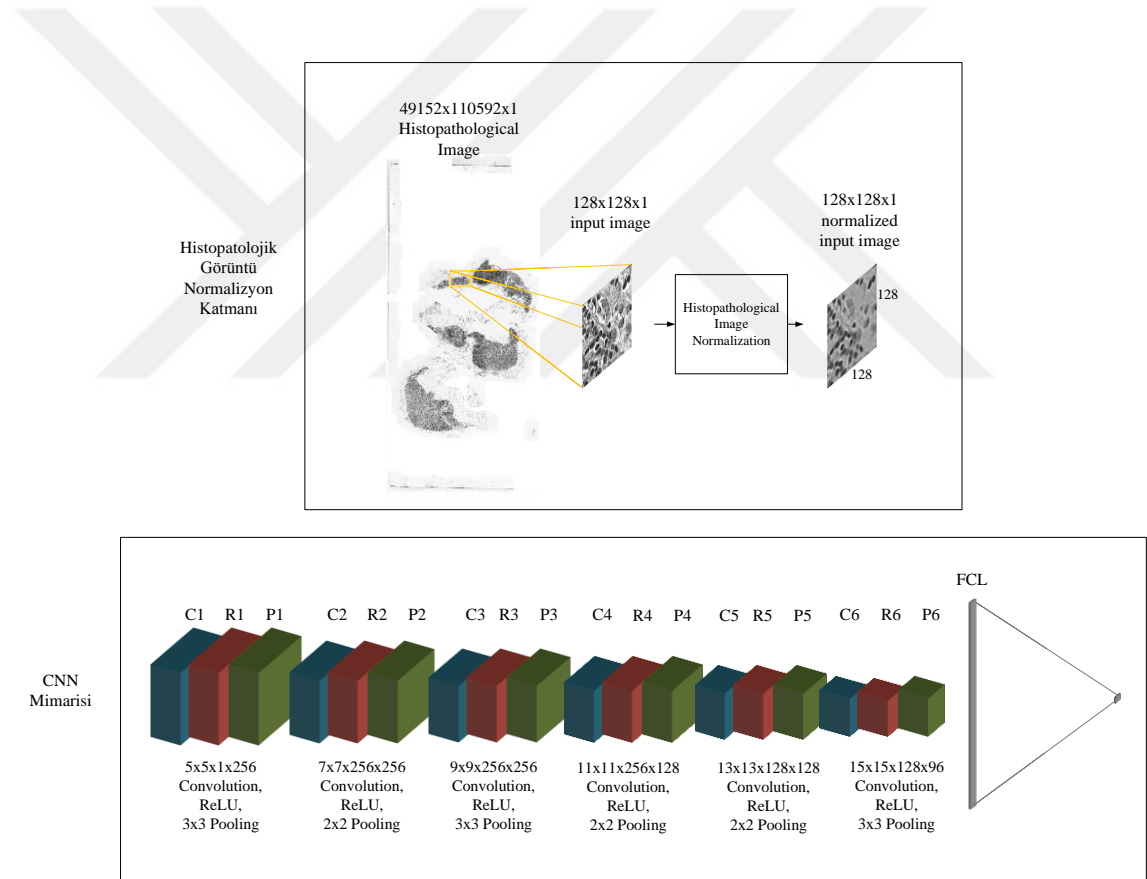 49152x110592x1
Histopathological
Image
128x128x1
input image
128x128x1
normalized
input image
Histopatolojik
Görüntü
Normalizyon
Katmanı
Histopathological
Image
Normalization
128
128
FCL
C1 R1 P1 C2 R2 P2 C3 R3 P3 C4 R4 P4 C5 R5 P5 C6 R6 P6
CNN
Mimarisi
5x5x1x256
Convolution,
ReLU,
3x3 Pooling
7x7x256x256
Convolution,
ReLU,
2x2 Pooling
9x9x256x256
Convolution,
ReLU,
3x3 Pooling
11x11x256x128
Convolution,
ReLU,
2x2 Pooling
13x13x128x128
Convolution,
ReLU,
2x2 Pooling
15x15x128x96
Convolution,
ReLU,
3x3 Pooling